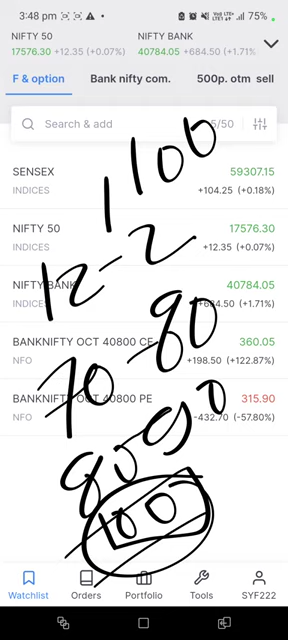 3:48 pm 75%
NIFTY 50 NIFTY BANK
17576.30 +12.35 (+0.07%) 40784.05 +684.50 (+1.71%
F & option Bank nifty com. 500p. otm sell
Search & add 5/50
1100
SENSEX 59307.15
INDICES +104.25 (+0.18%)
NIFTY 50 17576.30
INDICES +12.35 (+0.07%)
12-2
NIFTY BANK 40784.05
INDICES +684.50 (+1.71%)
BANKNIFTY OCT 40800 CE 360.05
NFO +198.50 (+122.87%)
70-80
BANKNIFTY OCT 40800 PE 315.90
NFO -432.70 (-57.80%)
80-90
100
Watchlist Orders Portfolio Tools SYF222